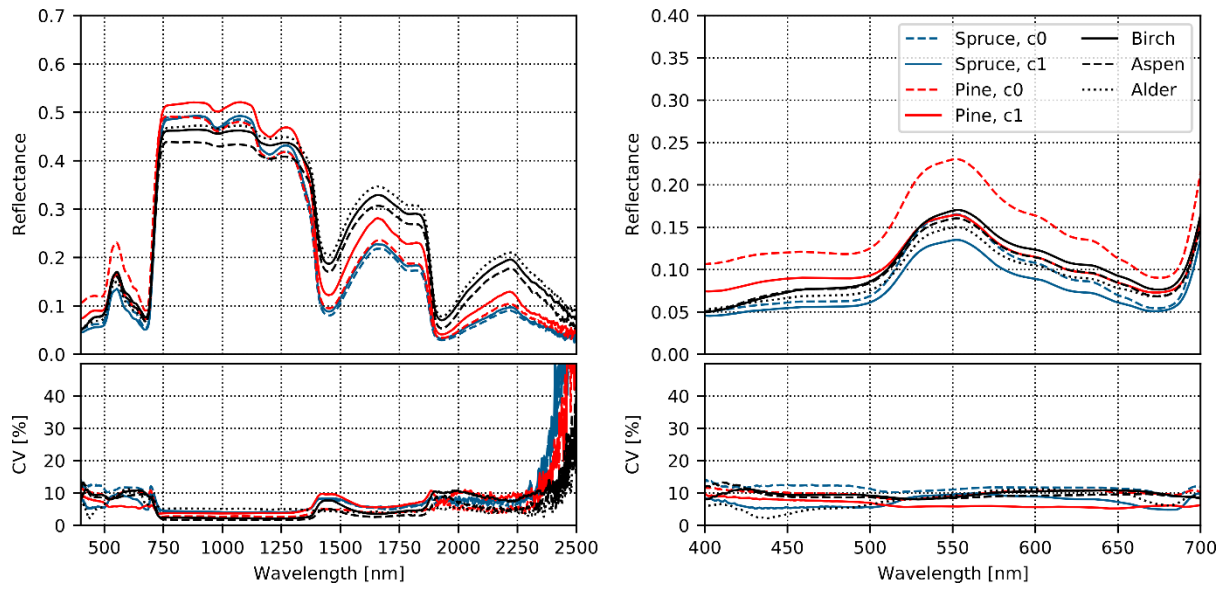 0.7
0.6
0.5
0.4
0.3
0.2
0.1
0.0
Reflectance
40
30
20
10
0
CV [%]
500 750 1000 1250 1500 1750 2000 2250 2500
Wavelength [nm]
0.40
0.35
0.30
0.25
0.20
0.15
0.10
0.05
0.00
Reflectance
Spruce, c0
Spruce, c1
Pine, c0
Pine, c1
Birch
Aspen
Alder
40
30
20
10
0
CV [%]
400 450 500 550 600 650 700
Wavelength [nm]